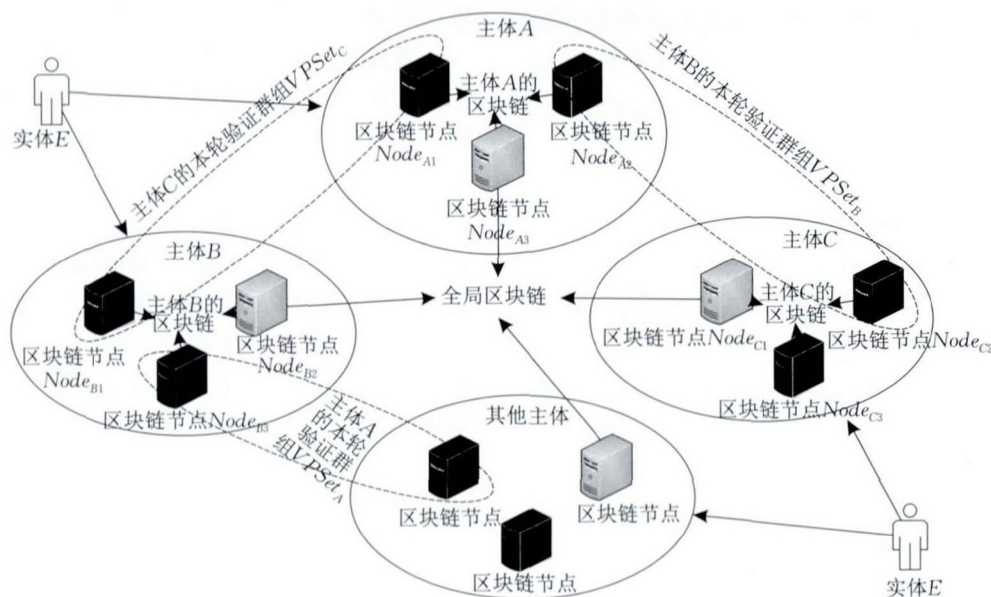 主体A
实体E
主体C的本轮验证群组VPSet_C
主体B的本轮验证群组VPSet_B
主体A的
区块链
区块链节点
Node_A1
区块链节点
Node_A2
区块链节点
Node_A3
主体B
主体B的
区块链
区块链节点
Node_B1
区块链节点
Node_B2
区块链节点Node_B3
全局区块链
主体C
主体C的
区块链
区块链节点Node_C1
区块链节点Node_C2
区块链节点Node_C3
主体A
的本轮
验证群
组VPSet_A
其他主体
区块链节点
区块链节点
区块链节点
实体E